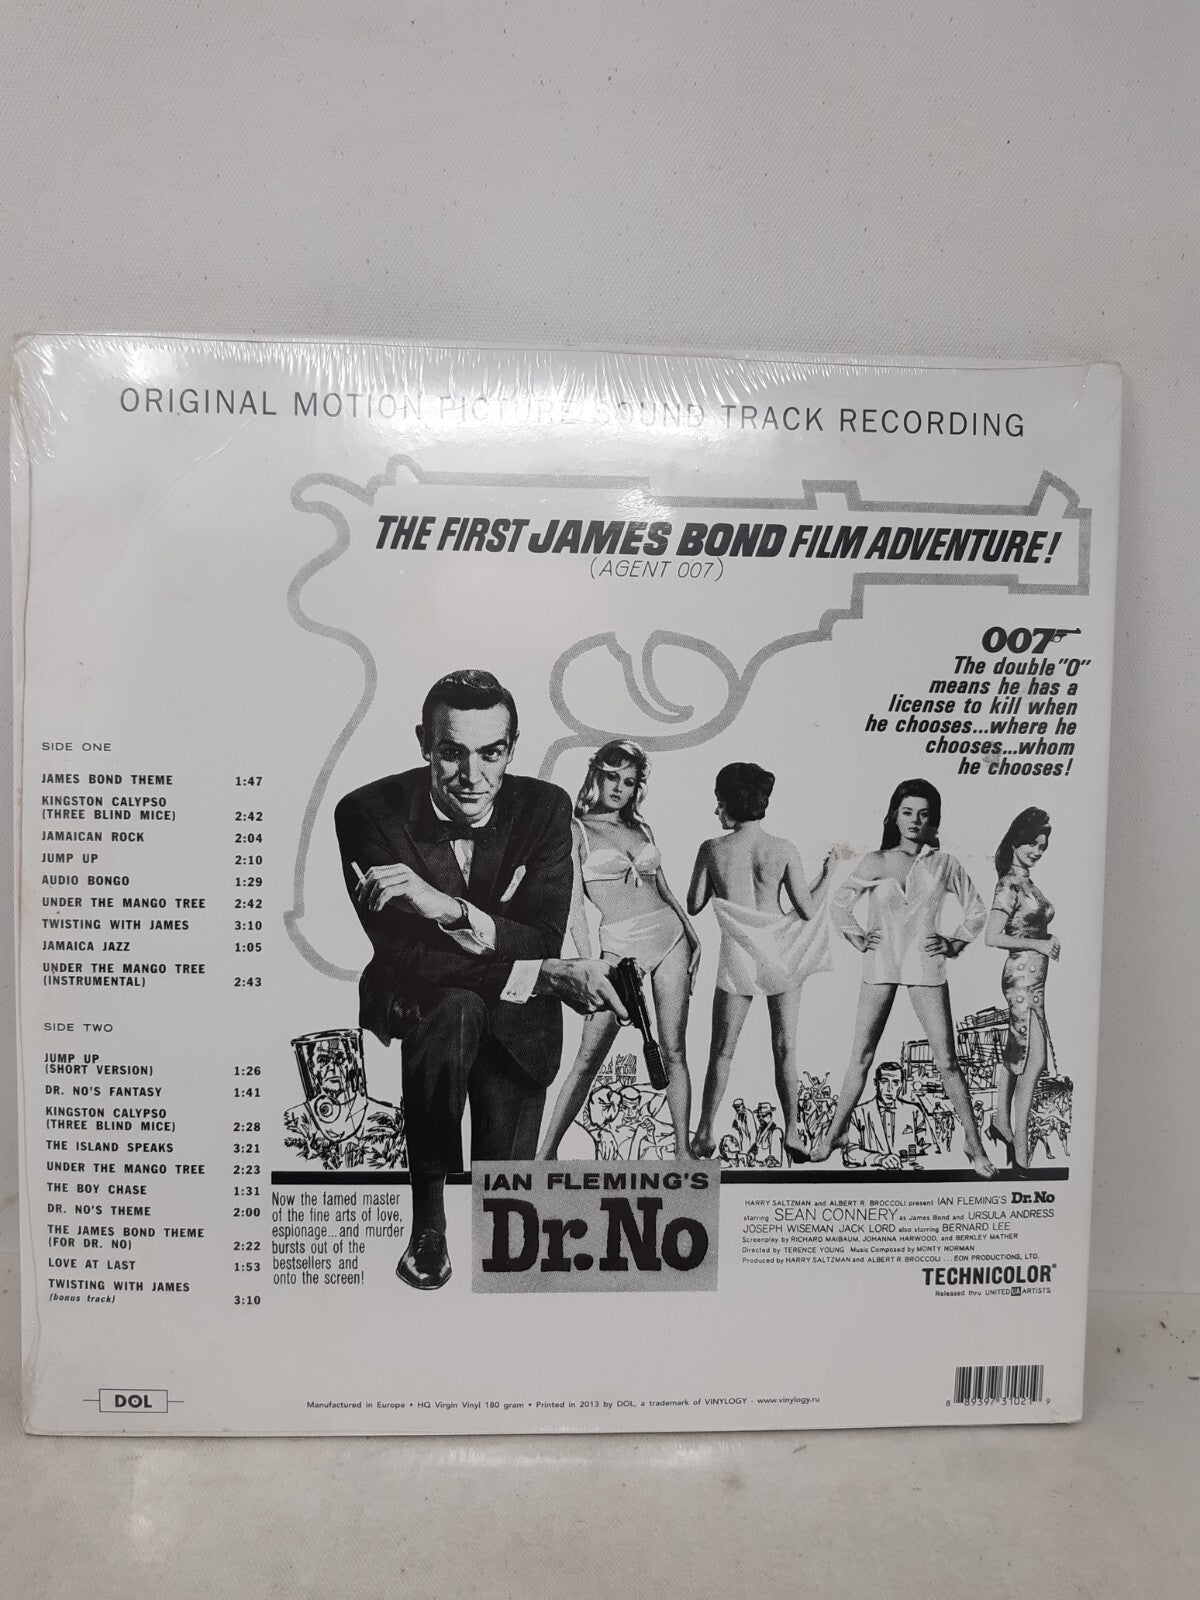 ORIGINAL MOTION PICTURE SOUND TRACK RECORDING
THE FIRST JAMES BOND FILM ADVENTURE!
(AGENT 007)
007
The double "0"
means he has a
license to kill when
he chooses...where he
chooses...whom
he chooses!
SIDE ONE
JAMES BOND THEME 1:47
KINGSTON CALYPSO
(THREE BLIND MICE) 2:42
JAMAICAN ROCK 2:04
JUMP UP 2:10
AUDIO BONGO 1:29
UNDER THE MANGO TREE 2:42
TWISTING WITH JAMES 3:10
JAMAICA JAZZ 1:05
UNDER THE MANGO TREE
(INSTRUMENTAL) 2:43
SIDE TWO
JUMP UP
(SHORT VERSION) 1:26
DR. NO'S FANTASY 1:41
KINGSTON CALYPSO
(THREE BLIND MICE) 2:28
THE ISLAND SPEAKS 3:21
UNDER THE MANGO TREE 2:23
THE BOY CHASE 1:31
DR. NO'S THEME 2:00
THE JAMES BOND THEME
(FOR DR. NO) 2:22
LOVE AT LAST 1:53
TWISTING WITH JAMES
(bonus track) 3:10
Now the famed master
of the fine arts of love,
espionage...and murder
bursts out of the
bestsellers and
onto the screen!
IAN FLEMING'S
Dr. No
HARRY SALTZMAN and ALBERT R. BROCCOLI present IAN FLEMING'S Dr. No
starring SEAN CONNERY as James Bond and URSULA ANDRESS
JOSEPH WISEMAN JACK LORD also starring BERNARD LEE
Screenplay by RICHARD MAIBAUM, JOHANNA HARWOOD, and BERKLEY MATHER
Directed by TERENCE YOUNG Music Composed by MONTY NORMAN
Produced by HARRY SALTZMAN and ALBERT R. BROCCOLI ...EON PRODUCTIONS, LTD.
TECHNICOLOR®
Released thru UNITED UA ARTISTS
DOL
Manufactured in Europe • HQ Virgin Vinyl 180 gram • Printed in 2013 by DOL, a trademark of VINYLOGY - www.vinylogy.ru
8 89397 31021 9